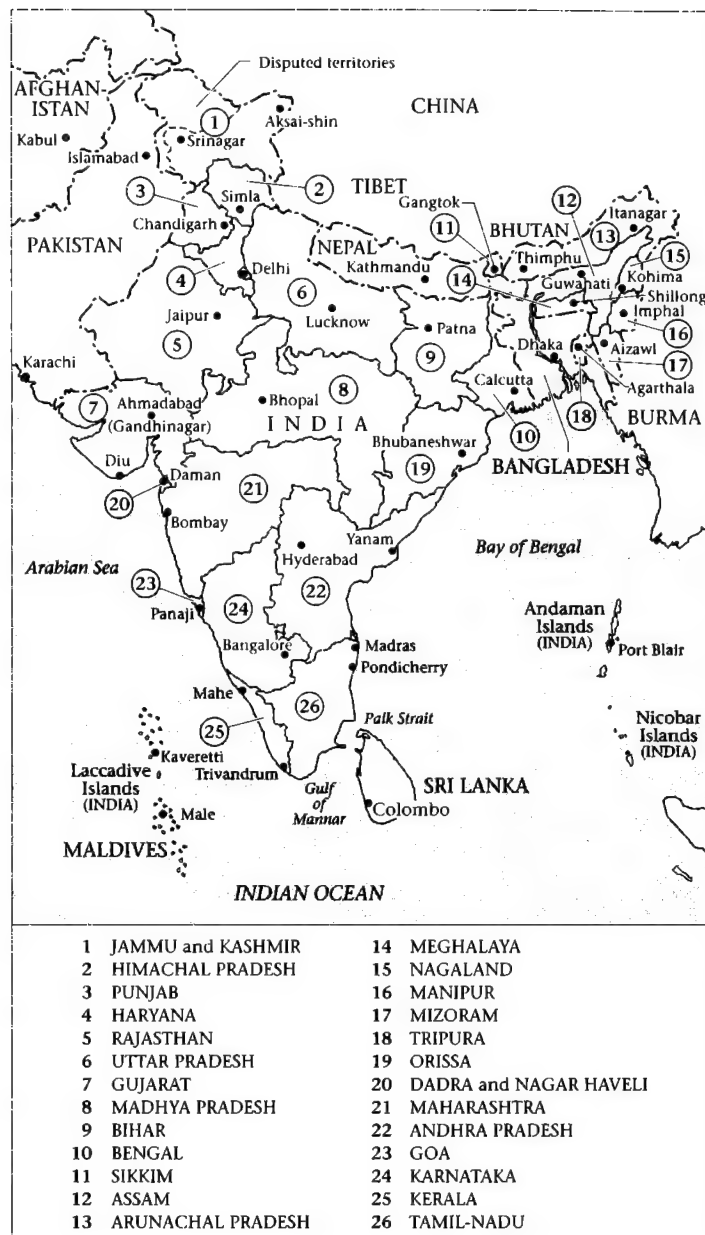 Disputed territories
AFGHAN-
ISTAN
CHINA
1
Aksai-shin
Kabul
Srinagar
Islamabad
3
2
TIBET
12
Simla
Gangtok
Itanagar
Chandigarh
11
BHUTAN
13
PAKISTAN
NEPAL
Thimphu
15
4
Delhi
Kathmandu
14
Guwahati
Kohima
6
Shillong
Jaipur
Lucknow
Imphal
5
Patna
16
9
Dhaka
Aizawl
Karachi
17
8
Calcutta
Agarthala
7
Ahmadabad
(Gandhinagar)
Bhopal
18
BURMA
INDIA
10
Bhubaneshwar
Diu
19
BANGLADESH
20
Daman
21
Bombay
Yanam
Hyderabad
Bay of Bengal
Arabian Sea
22
23
24
Panaji
Andaman
Islands
(INDIA)
Bangalore
Madras
Port Blair
Pondicherry
Mahe
26
25
Palk Strait
Nicobar
Islands
(INDIA)
Kaveretti
Laccadive
Islands
(INDIA)
Trivandrum
Gulf
of
Mannar
SRI LANKA
Male
Colombo
MALDIVES
INDIAN OCEAN
1 JAMMU and KASHMIR
2 HIMACHAL PRADESH
3 PUNJAB
4 HARYANA
5 RAJASTHAN
6 UTTAR PRADESH
7 GUJARAT
8 MADHYA PRADESH
9 BIHAR
10 BENGAL
11 SIKKIM
12 ASSAM
13 ARUNACHAL PRADESH
14 MEGHALAYA
15 NAGALAND
16 MANIPUR
17 MIZORAM
18 TRIPURA
19 ORISSA
20 DADRA and NAGAR HAVELI
21 MAHARASHTRA
22 ANDHRA PRADESH
23 GOA
24 KARNATAKA
25 KERALA
26 TAMIL-NADU